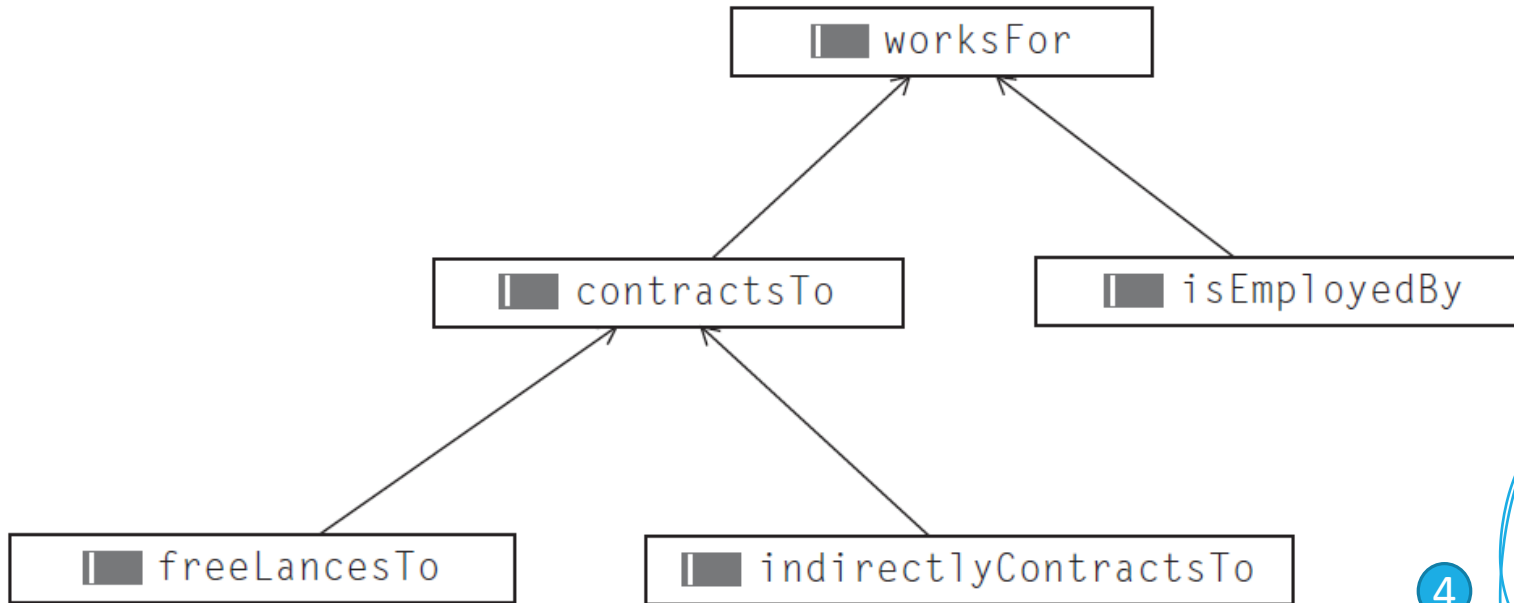 worksFor
contractsTo
isEmployedBy
freeLancesTo
indirectlyContractsTo
4